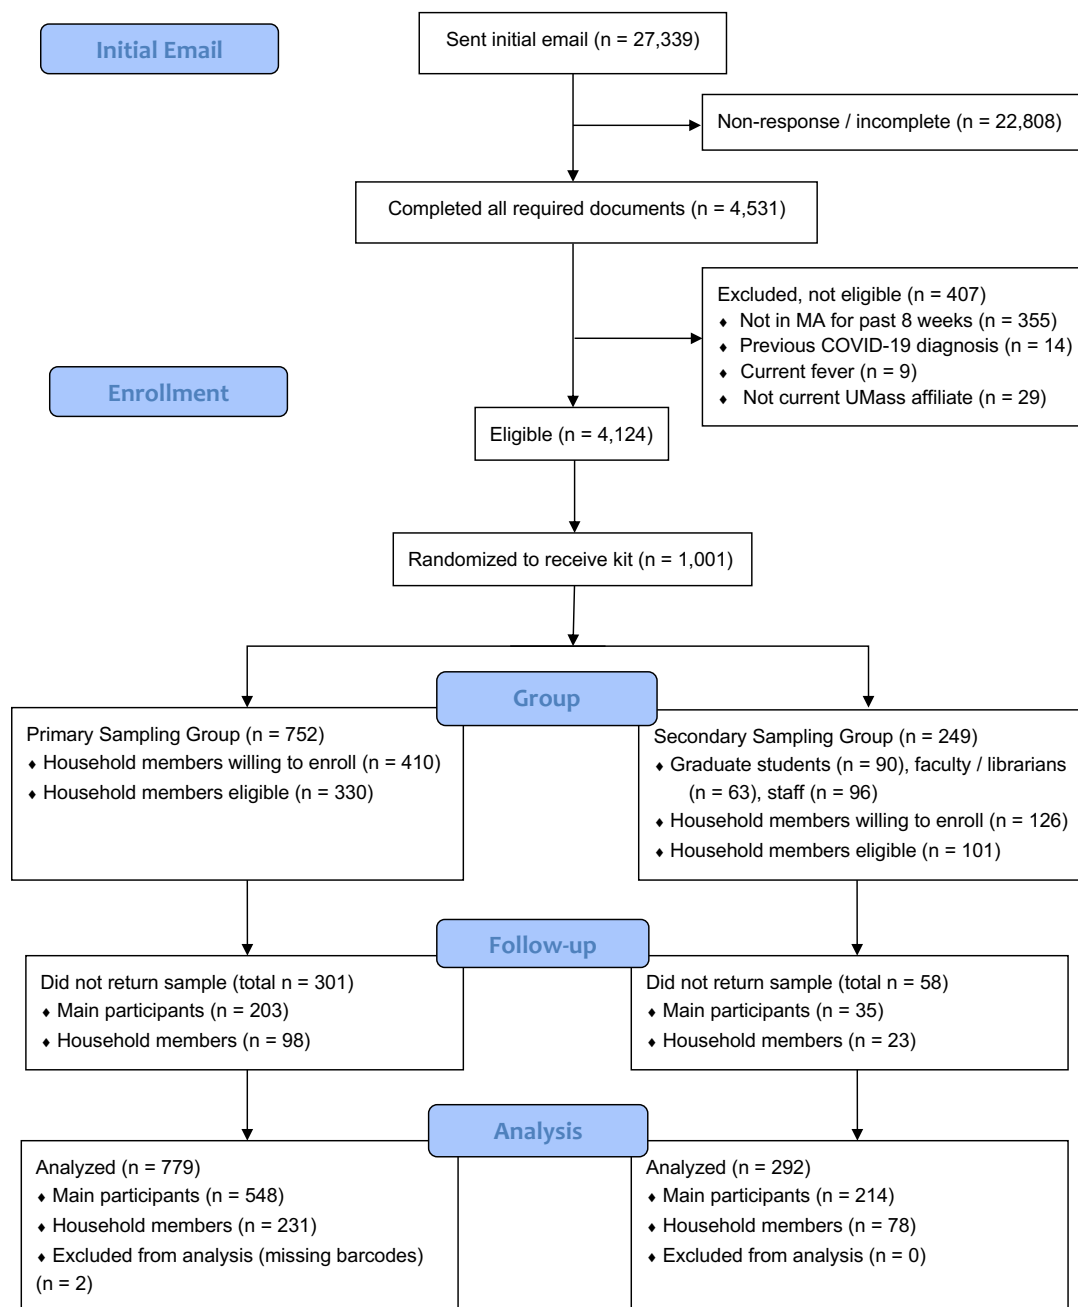 Initial Email
Sent initial email (n = 27,339)
Non-response / incomplete (n = 22,808)
Completed all required documents (n = 4,531)
Excluded, not eligible (n = 407)
♦ Not in MA for past 8 weeks (n = 355)
♦ Previous COVID-19 diagnosis (n = 14)
♦ Current fever (n = 9)
♦ Not current UMass affiliate (n = 29)
Enrollment
Eligible (n = 4,124)
Randomized to receive kit (n = 1,001)
Group
Primary Sampling Group (n = 752)
♦ Household members willing to enroll (n = 410)
♦ Household members eligible (n = 330)
Secondary Sampling Group (n = 249)
♦ Graduate students (n = 90), faculty / librarians
(n = 63), staff (n = 96)
♦ Household members willing to enroll (n = 126)
♦ Household members eligible (n = 101)
Follow-up
Did not return sample (total n = 301)
♦ Main participants (n = 203)
♦ Household members (n = 98)
Did not return sample (total n = 58)
♦ Main participants (n = 35)
♦ Household members (n = 23)
Analysis
Analyzed (n = 779)
♦ Main participants (n = 548)
♦ Household members (n = 231)
♦ Excluded from analysis (missing barcodes)
(n = 2)
Analyzed (n = 292)
♦ Main participants (n = 214)
♦ Household members (n = 78)
♦ Excluded from analysis (n = 0)